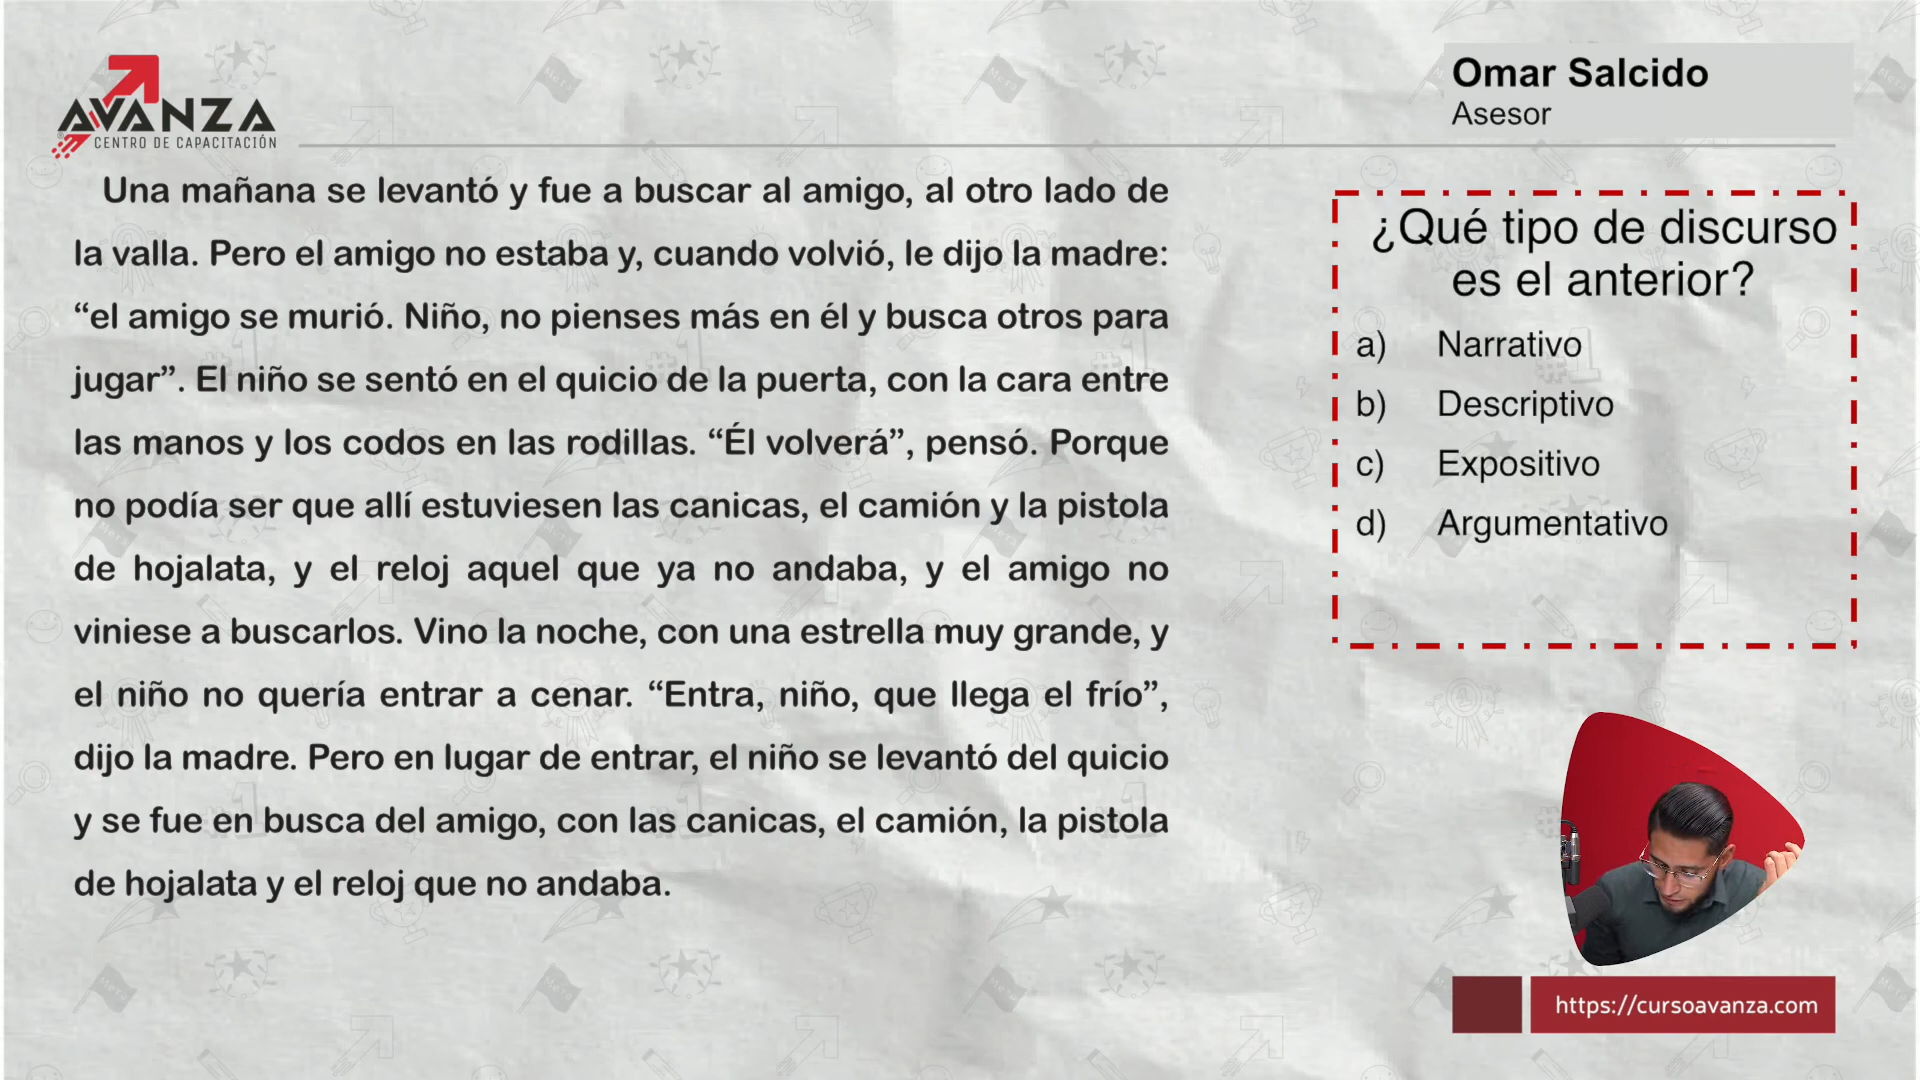 AVANZA
CENTRO DE CAPACITACIÓN
Omar Salcido
Asesor
Una mañana se levantó y fue a buscar al amigo, al otro lado de
la valla. Pero el amigo no estaba y, cuando volvió, le dijo la madre:
“el amigo se murió. Niño, no pienses más en él y busca otros para
jugar”. El niño se sentó en el quicio de la puerta, con la cara entre
las manos y los codos en las rodillas. “Él volverá”, pensó. Porque
no podía ser que allí estuviesen las canicas, el camión y la pistola
de hojalata, y el reloj aquel que ya no andaba, y el amigo no
viniese a buscarlos. Vino la noche, con una estrella muy grande, y
el niño no quería entrar a cenar. “Entra, niño, que llega el frío”,
dijo la madre. Pero en lugar de entrar, el niño se levantó del quicio
y se fue en busca del amigo, con las canicas, el camión, la pistola
de hojalata y el reloj que no andaba.
¿Qué tipo de discurso
es el anterior?
a) Narrativo
b) Descriptivo
c) Expositivo
d) Argumentativo
https://cursoavanza.com